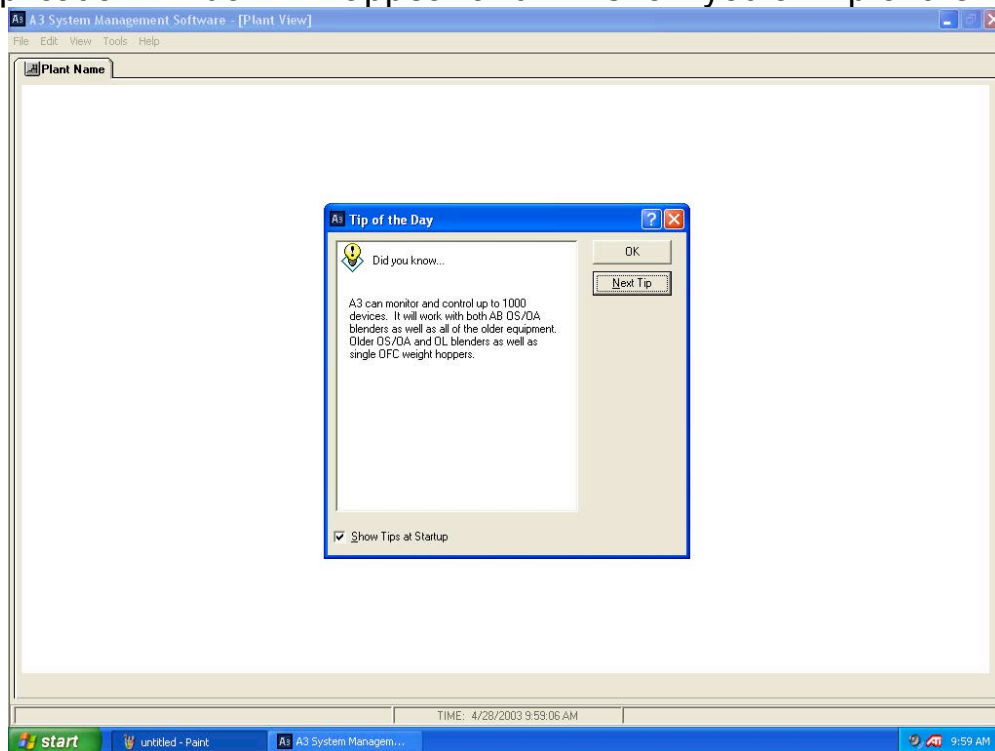 A3 System Management Software - [Plant View]
File Edit View Tools Help
Plant Name
A3 Tip of the Day
Did you know...
OK
Next Tip
A3 can monitor and control up to 1000
devices. It will work with both AB OS/OA
blenders as well as all of the older equipment.
Older OS/OA and OL blenders as well as
single OFC weight hoppers.
Show Tips at Startup
TIME: 4/28/2003 9:59:06 AM
start
untitled - Paint
A3 A3 System Managem...
ATI
9:59 AM